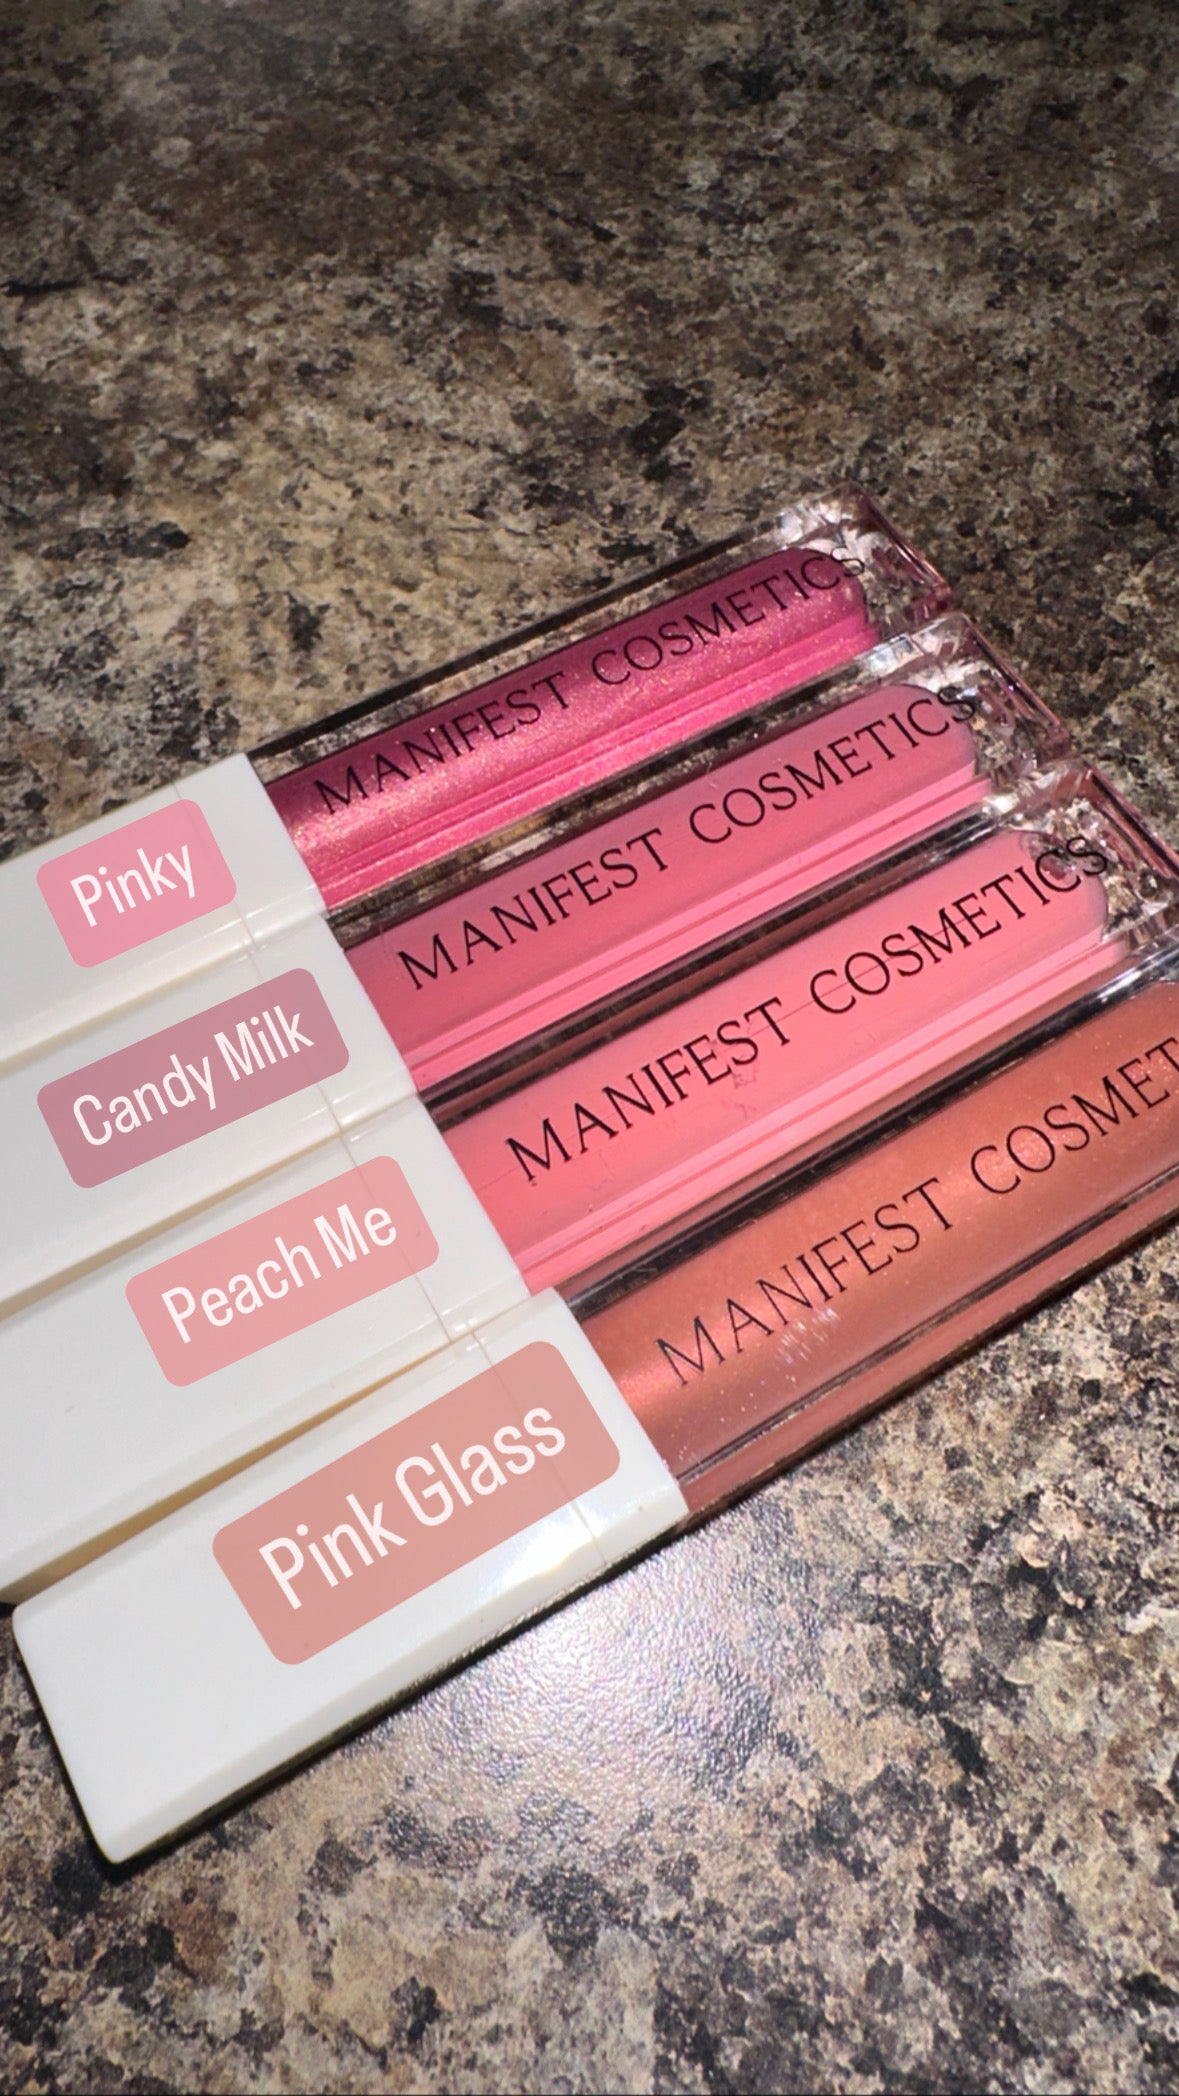 MANIFEST COSMETICS
Pinky
MANIFEST COSMETICS
Candy Milk
MANIFEST COSMETICS
Peach Me
MANIFEST COSMET
Pink Glass